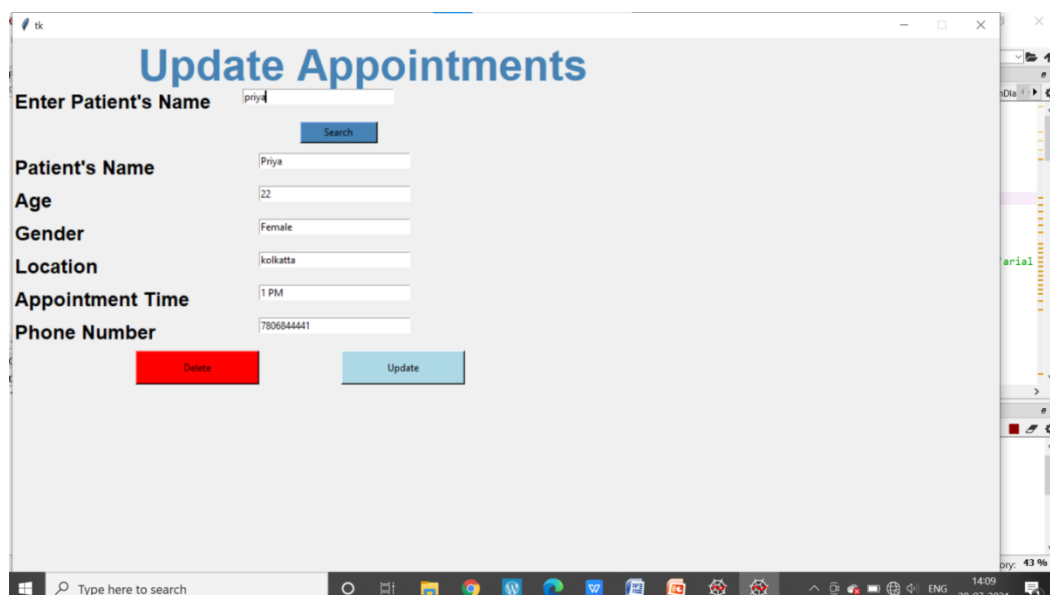 tk
Update Appointments
Enter Patient's Name priya
Search
Patient's Name Priya
Age 22
Gender Female
Location kolkatta
Appointment Time 1 PM
Phone Number 7806844441
Delete Update
arial
43 %
Type here to search ENG 14:09